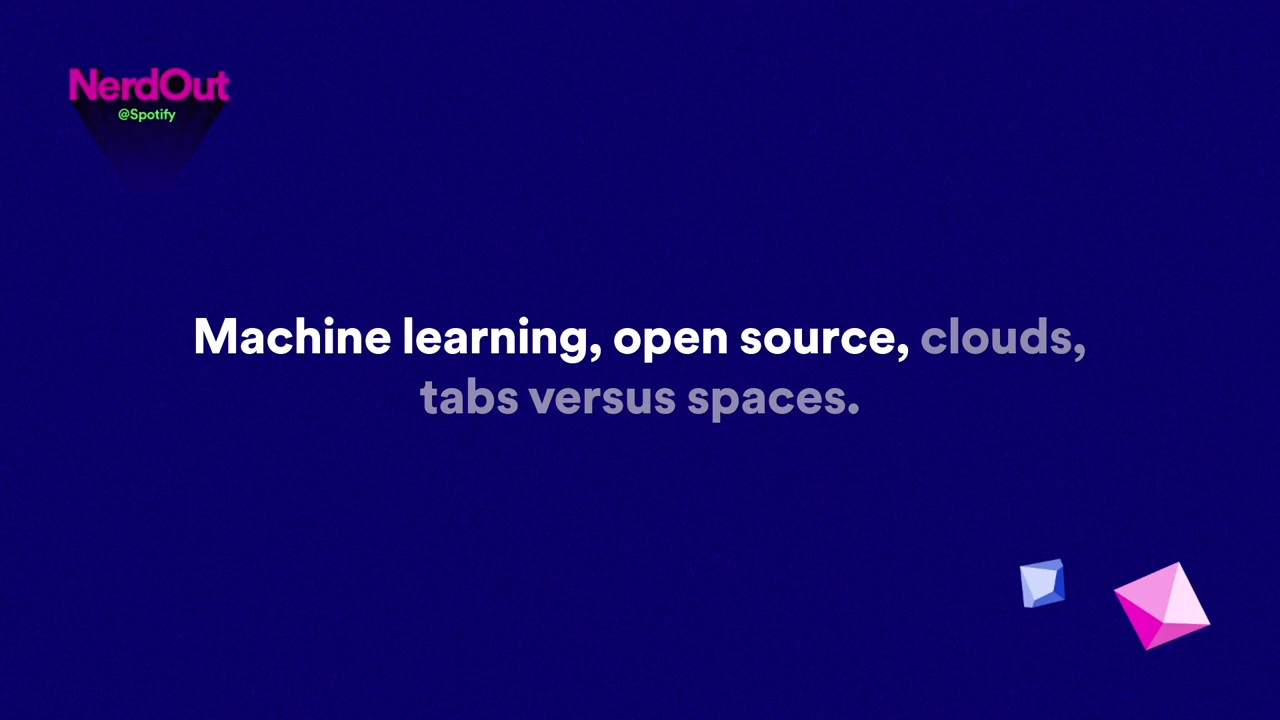 NerdOut
@Spotify
Machine learning, open source, clouds,
tabs versus spaces.